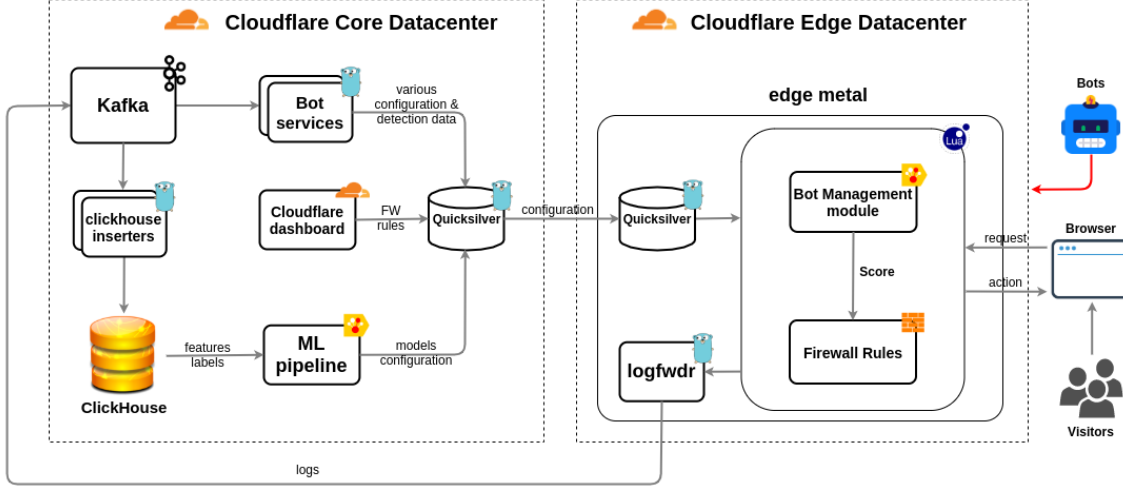 Cloudflare Core Datacenter
Cloudflare Edge Datacenter
Kafka
Bot
services
various
configuration &
detection data
clickhouse
inserters
Cloudflare
dashboard
FW
rules
Quicksilver
configuration
ClickHouse
features
labels
ML
pipeline
models
configuration
edge metal
Lua
Quicksilver
Bot Management
module
Score
Firewall Rules
logfwdr
logs
Bots
Browser
request
action
Visitors